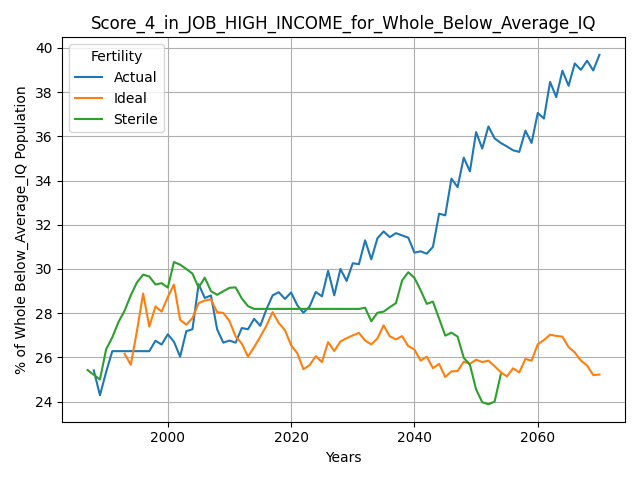 Score_4_in_JOB_HIGH_INCOME_for_Whole_Below_Average_IQ
Fertility
Actual
Ideal
Sterile
% of Whole Below_Average_IQ Population
40
38
36
34
32
30
28
26
24
2000
2020
2040
2060
Years